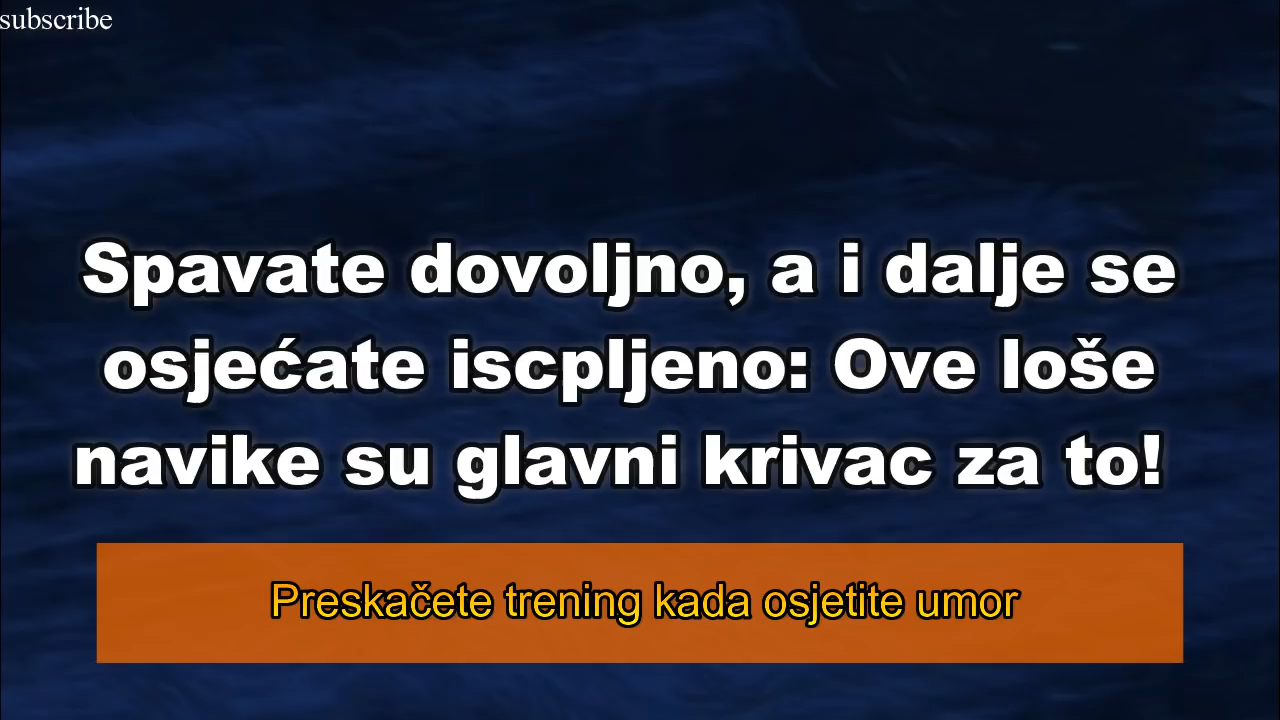 subscribe
Spavate dovoljno, a i dalje se
osjećate iscpljeno: Ove loše
navike su glavni krivac za to!
Preskačete trening kada osjetite umor